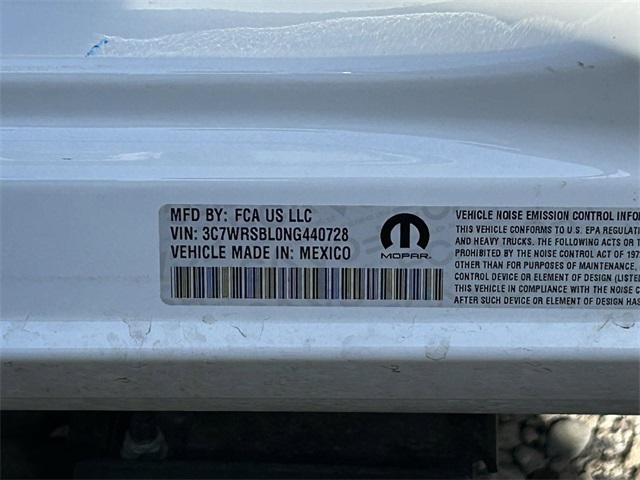 MFD BY: FCA US LLC
VIN: 3C7WRSBL0NG440728
VEHICLE MADE IN: MEXICO
MOPAR
VEHICLE NOISE EMISSION CONTROL INFO
THIS VEHICLE CONFORMS TO U.S. EPA REGULA
AND HEAVY TRUCKS. THE FOLLOWING ACTS OR
PROHIBITED BY THE NOISE CONTROL ACT OF 197
OTHER THAN FOR PURPOSES OF MAINTENANCE,
CONTROL DEVICE OR ELEMENT OF DESIGN (LISTE
THIS VEHICLE IN COMPLIANCE WITH THE NOISE C
AFTER SUCH DEVICE OR ELEMENT OF DESIGN HAS